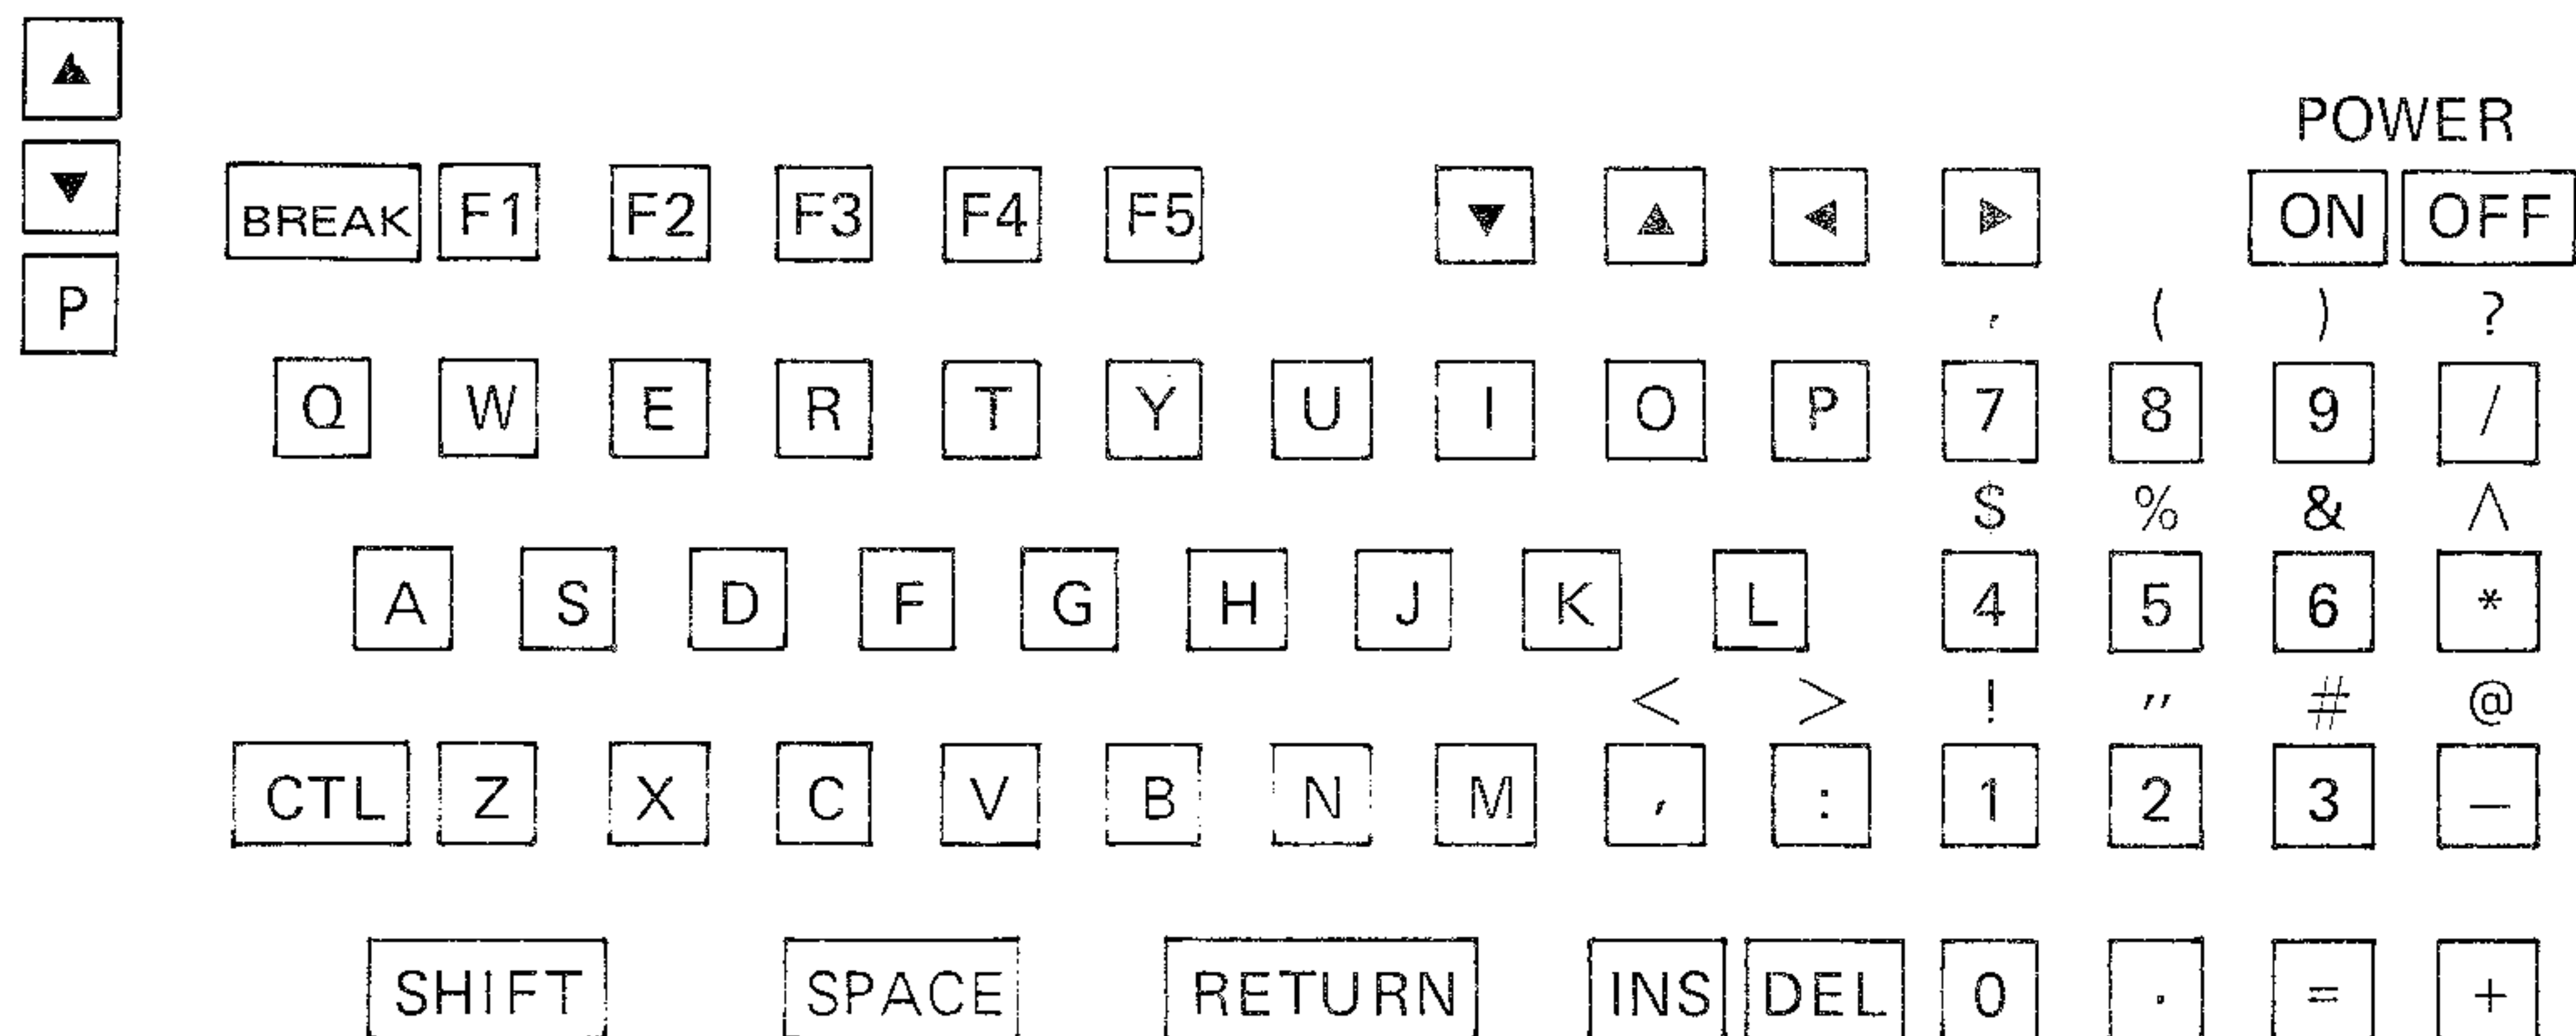 ▲
▼
P
POWER
BREAK F1 F2 F3 F4 F5 ▼ ▲ ◀ ▶ ON OFF
' ( ) ?
Q W E R T Y U I O P 7 8 9 /
$ % & ^
A S D F G H J K L 4 5 6 *
< > ! " # @
CTL Z X C V B N M , : 1 2 3 —
SHIFT SPACE RETURN INS DEL 0 . = +